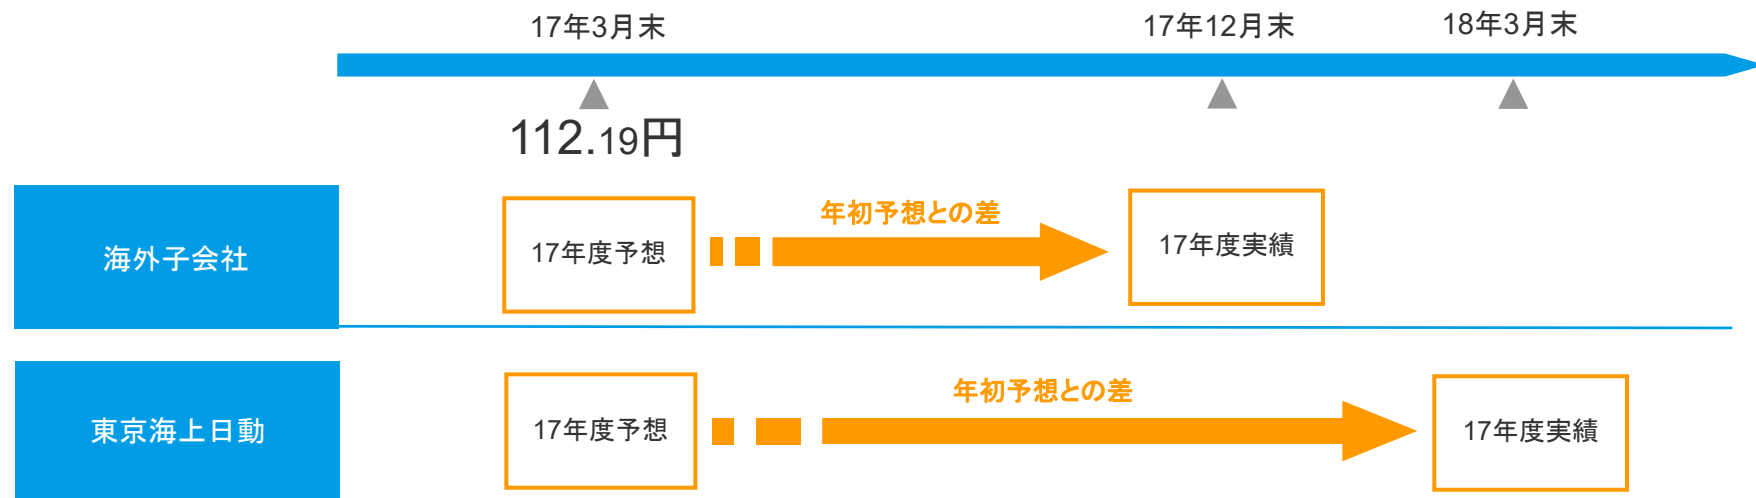 17年3月末
17年12月末
18年3月末
112.19円
海外子会社
17年度予想
年初予想との差
17年度実績
東京海上日動
17年度予想
年初予想との差
17年度実績